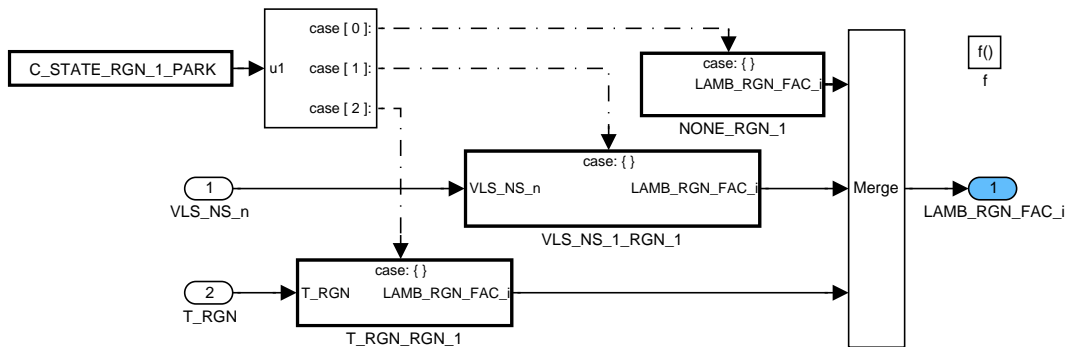 case [ 0 ]:
f()
f
C_STATE_RGN_1_PARK
u1
case [ 1 ]:
case: { }
LAMB_RGN_FAC_i
case [ 2 ]:
NONE_RGN_1
case: { }
1
VLS_NS_n
VLS_NS_n
LAMB_RGN_FAC_i
Merge
1
LAMB_RGN_FAC_i
VLS_NS_1_RGN_1
case: { }
2
T_RGN
T_RGN
LAMB_RGN_FAC_i
T_RGN_RGN_1